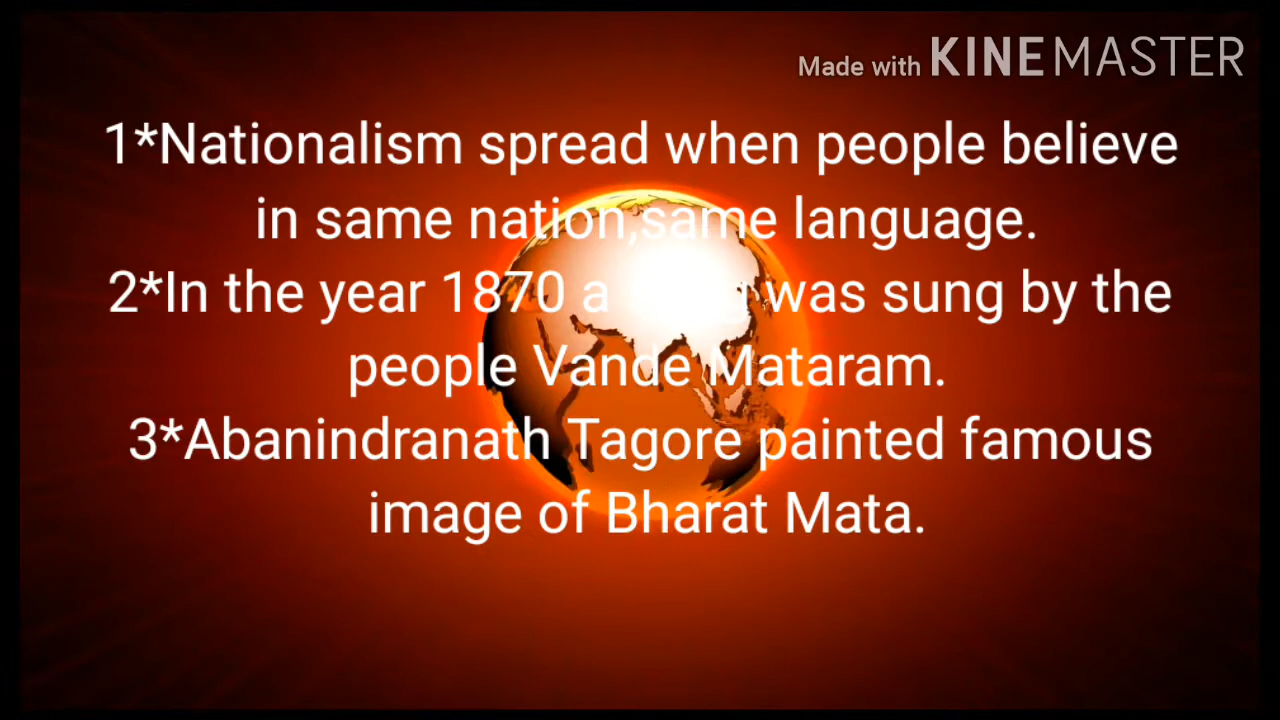 Made with KINEMASTER
1*Nationalism spread when people believe
in same nation,same language.
2*In the year 1870 a was sung by the
people Vande Mataram.
3*Abanindranath Tagore painted famous
image of Bharat Mata.